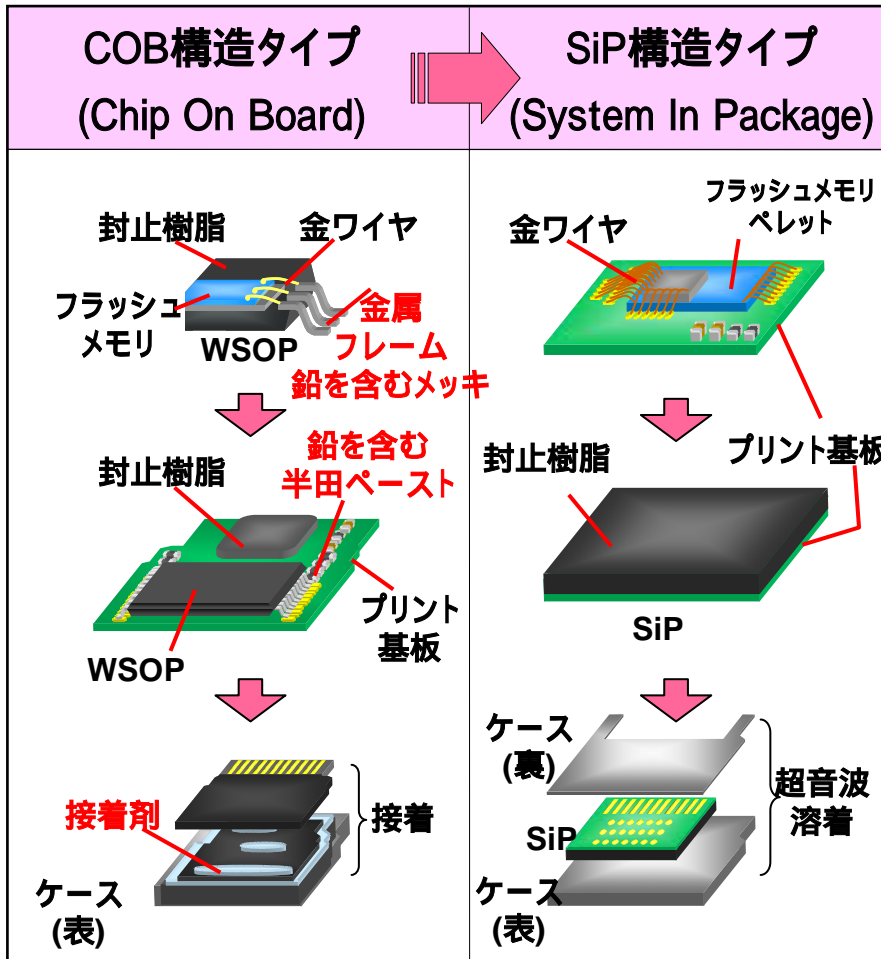 COB構造タイプ
(Chip On Board)
SiP構造タイプ
(System In Package)
封止樹脂
金ワイヤ
フラッシュ
メモリ
WSOP
金属
フレーム
鉛を含むメッキ
鉛を含む
半田ペースト
封止樹脂
プリント
基板
WSOP
接着剤
接着
ケース
(表)
フラッシュメモリ
ペレット
金ワイヤ
プリント基板
封止樹脂
SiP
ケース
(裏)
超音波
溶着
SiP
ケース
(表)